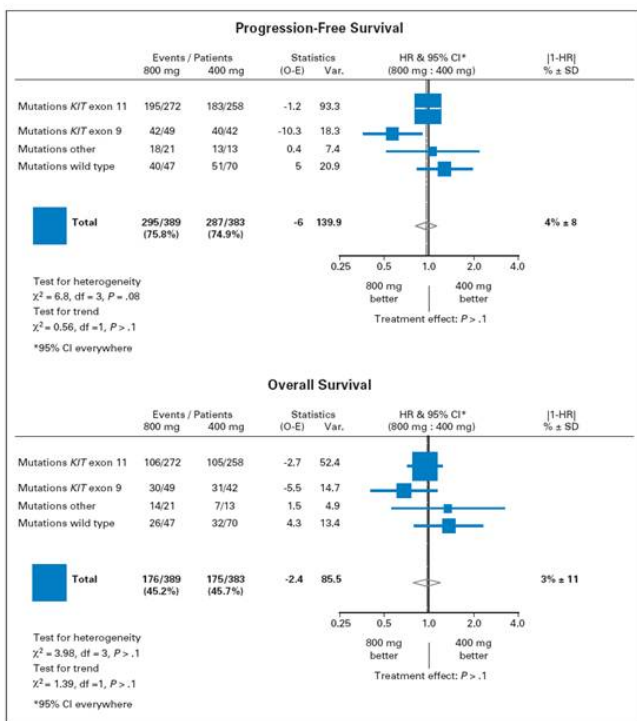 Progression-Free Survival
Events / Patients Statistics HR & 95% CI* |1-HR|
800 mg 400 mg (O-E) Var. (800 mg : 400 mg) % ± SD
Mutations KIT exon 11 195/272 183/258 -1.2 93.3
Mutations KIT exon 9 42/49 40/42 -10.3 18.3
Mutations other 18/21 13/13 0.4 7.4
Mutations wild type 40/47 51/70 5 20.9
Total 295/389 287/383 -6 139.9 4% ± 8
(75.8%) (74.9%)
0.25 0.5 1.0 2.0 4.0
800 mg 400 mg
better better
Treatment effect: P > .1
Test for heterogeneity
χ² = 6.8, df = 3, P = .08
Test for trend
χ² = 0.56, df =1, P > .1
*95% CI everywhere
Overall Survival
Events / Patients Statistics HR & 95% CI* |1-HR|
800 mg 400 mg (O-E) Var. (800 mg : 400 mg) % ± SD
Mutations KIT exon 11 106/272 105/258 -2.7 52.4
Mutations KIT exon 9 30/49 31/42 -5.5 14.7
Mutations other 14/21 7/13 1.5 4.9
Mutations wild type 26/47 32/70 4.3 13.4
Total 176/389 175/383 -2.4 85.5 3% ± 11
(45.2%) (45.7%)
0.25 0.5 1.0 2.0 4.0
800 mg 400 mg
better better
Treatment effect: P > .1
Test for heterogeneity
χ² = 3.98, df = 3, P > .1
Test for trend
χ² = 1.39, df =1, P > .1
*95% CI everywhere